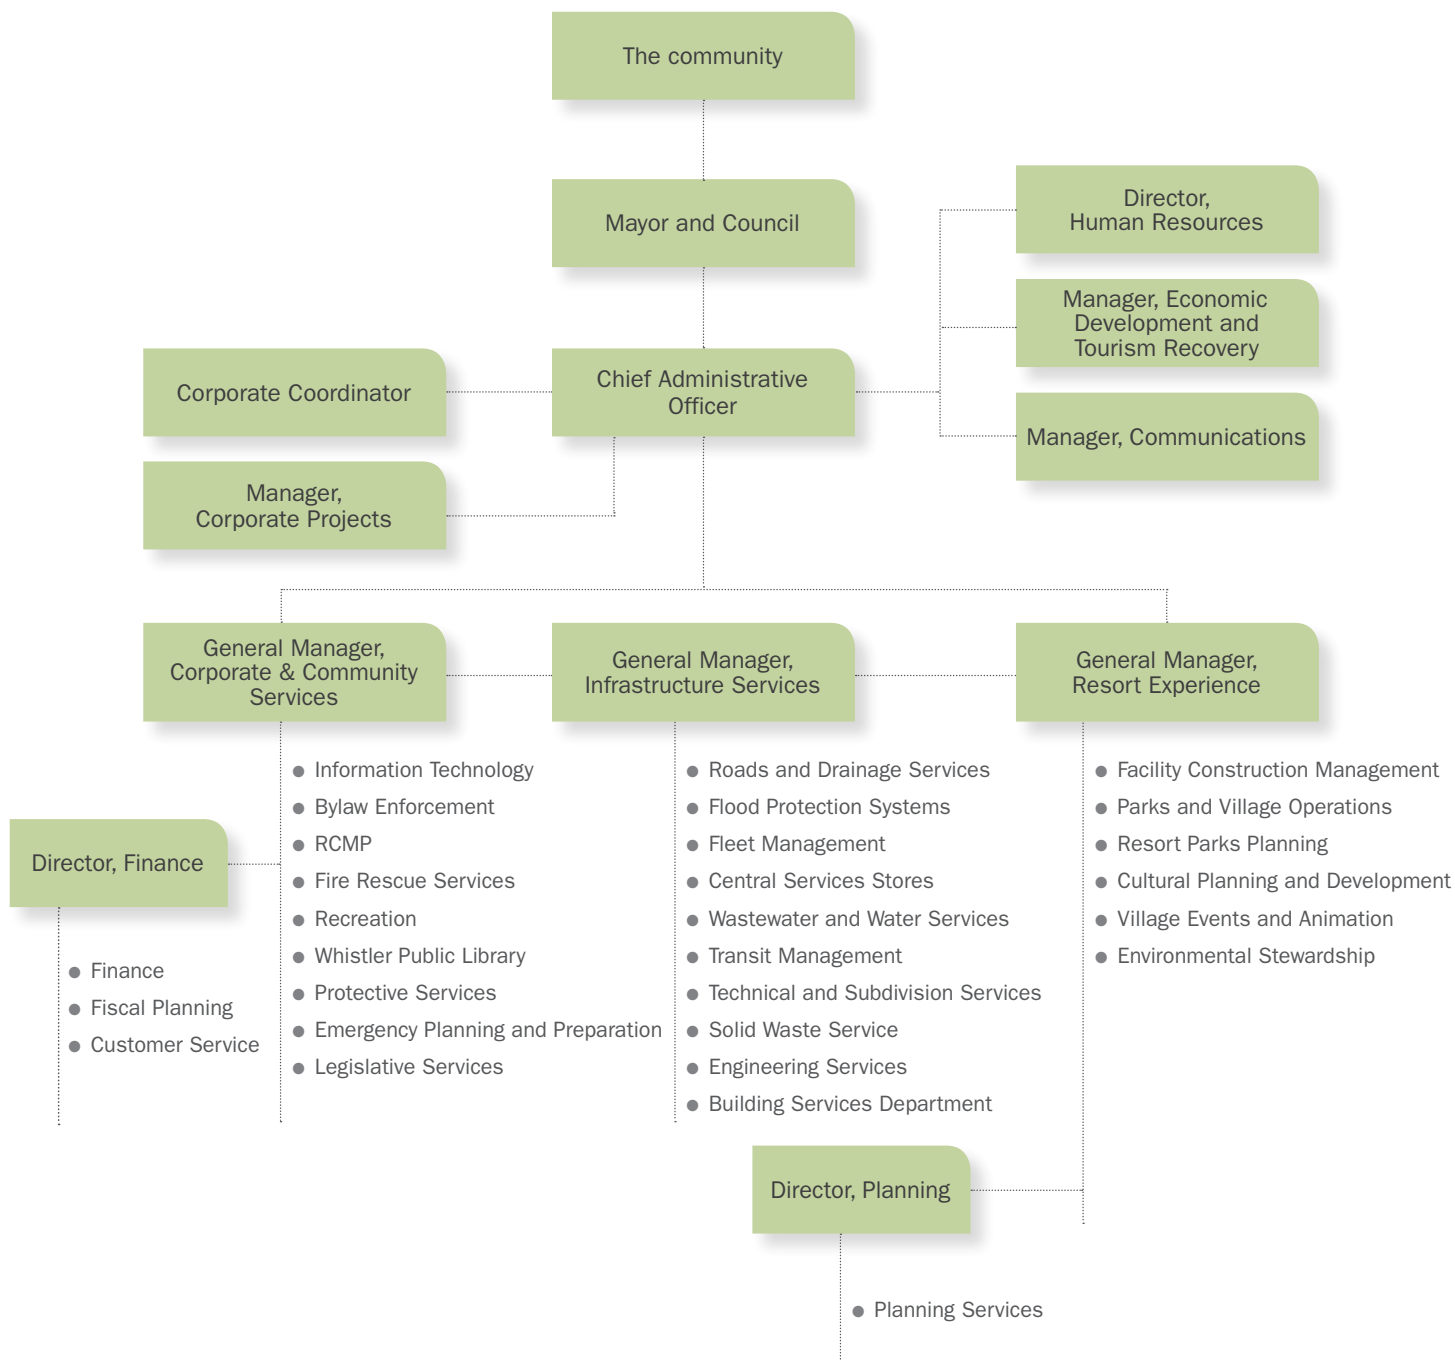 The community
Mayor and Council
Director,
Human Resources
Manager, Economic
Development and
Tourism Recovery
Manager, Communications
Chief Administrative
Officer
Corporate Coordinator
Manager,
Corporate Projects
General Manager,
Corporate & Community
Services
General Manager,
Infrastructure Services
General Manager,
Resort Experience
Information Technology
Bylaw Enforcement
RCMP
Fire Rescue Services
Recreation
Whistler Public Library
Protective Services
Emergency Planning and Preparation
Legislative Services
Director, Finance
Finance
Fiscal Planning
Customer Service
Roads and Drainage Services
Flood Protection Systems
Fleet Management
Central Services Stores
Wastewater and Water Services
Transit Management
Technical and Subdivision Services
Solid Waste Service
Engineering Services
Building Services Department
Facility Construction Management
Parks and Village Operations
Resort Parks Planning
Cultural Planning and Development
Village Events and Animation
Environmental Stewardship
Director, Planning
Planning Services